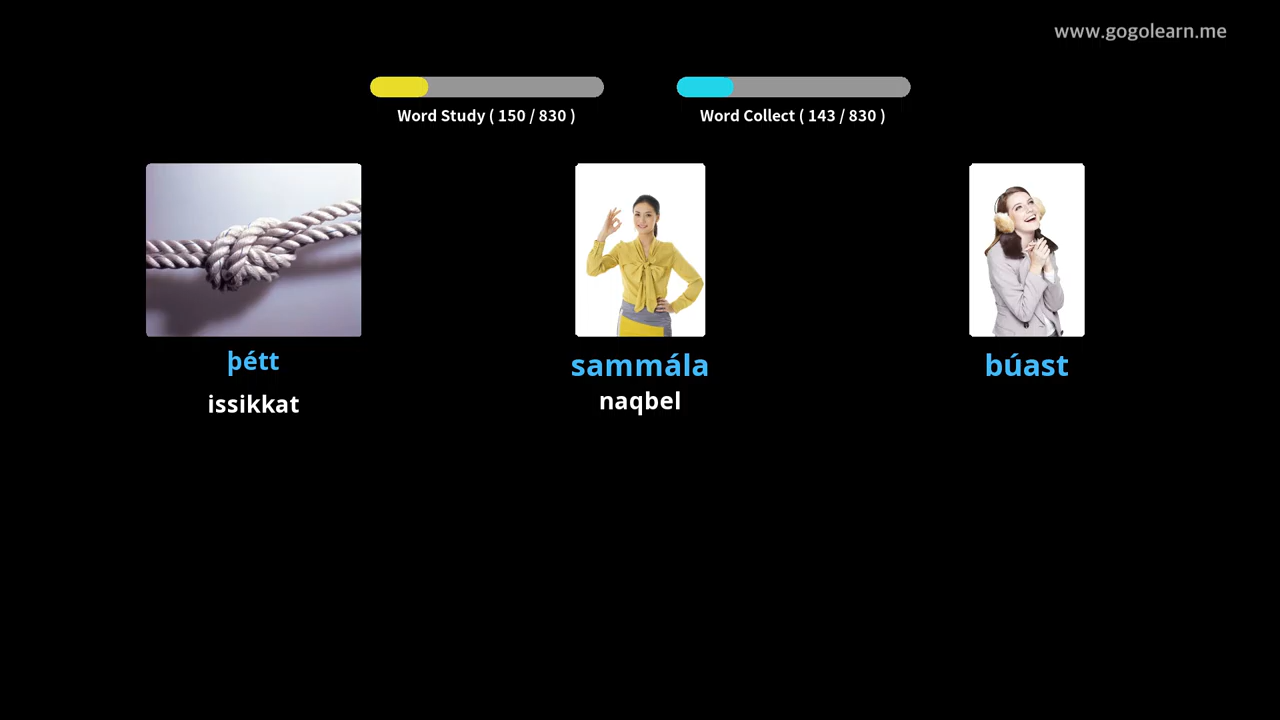 www.gogolearn.me
Word Study ( 150 / 830 )
Word Collect ( 143 / 830 )
þétt
issikkat
sammála
naqbel
búast